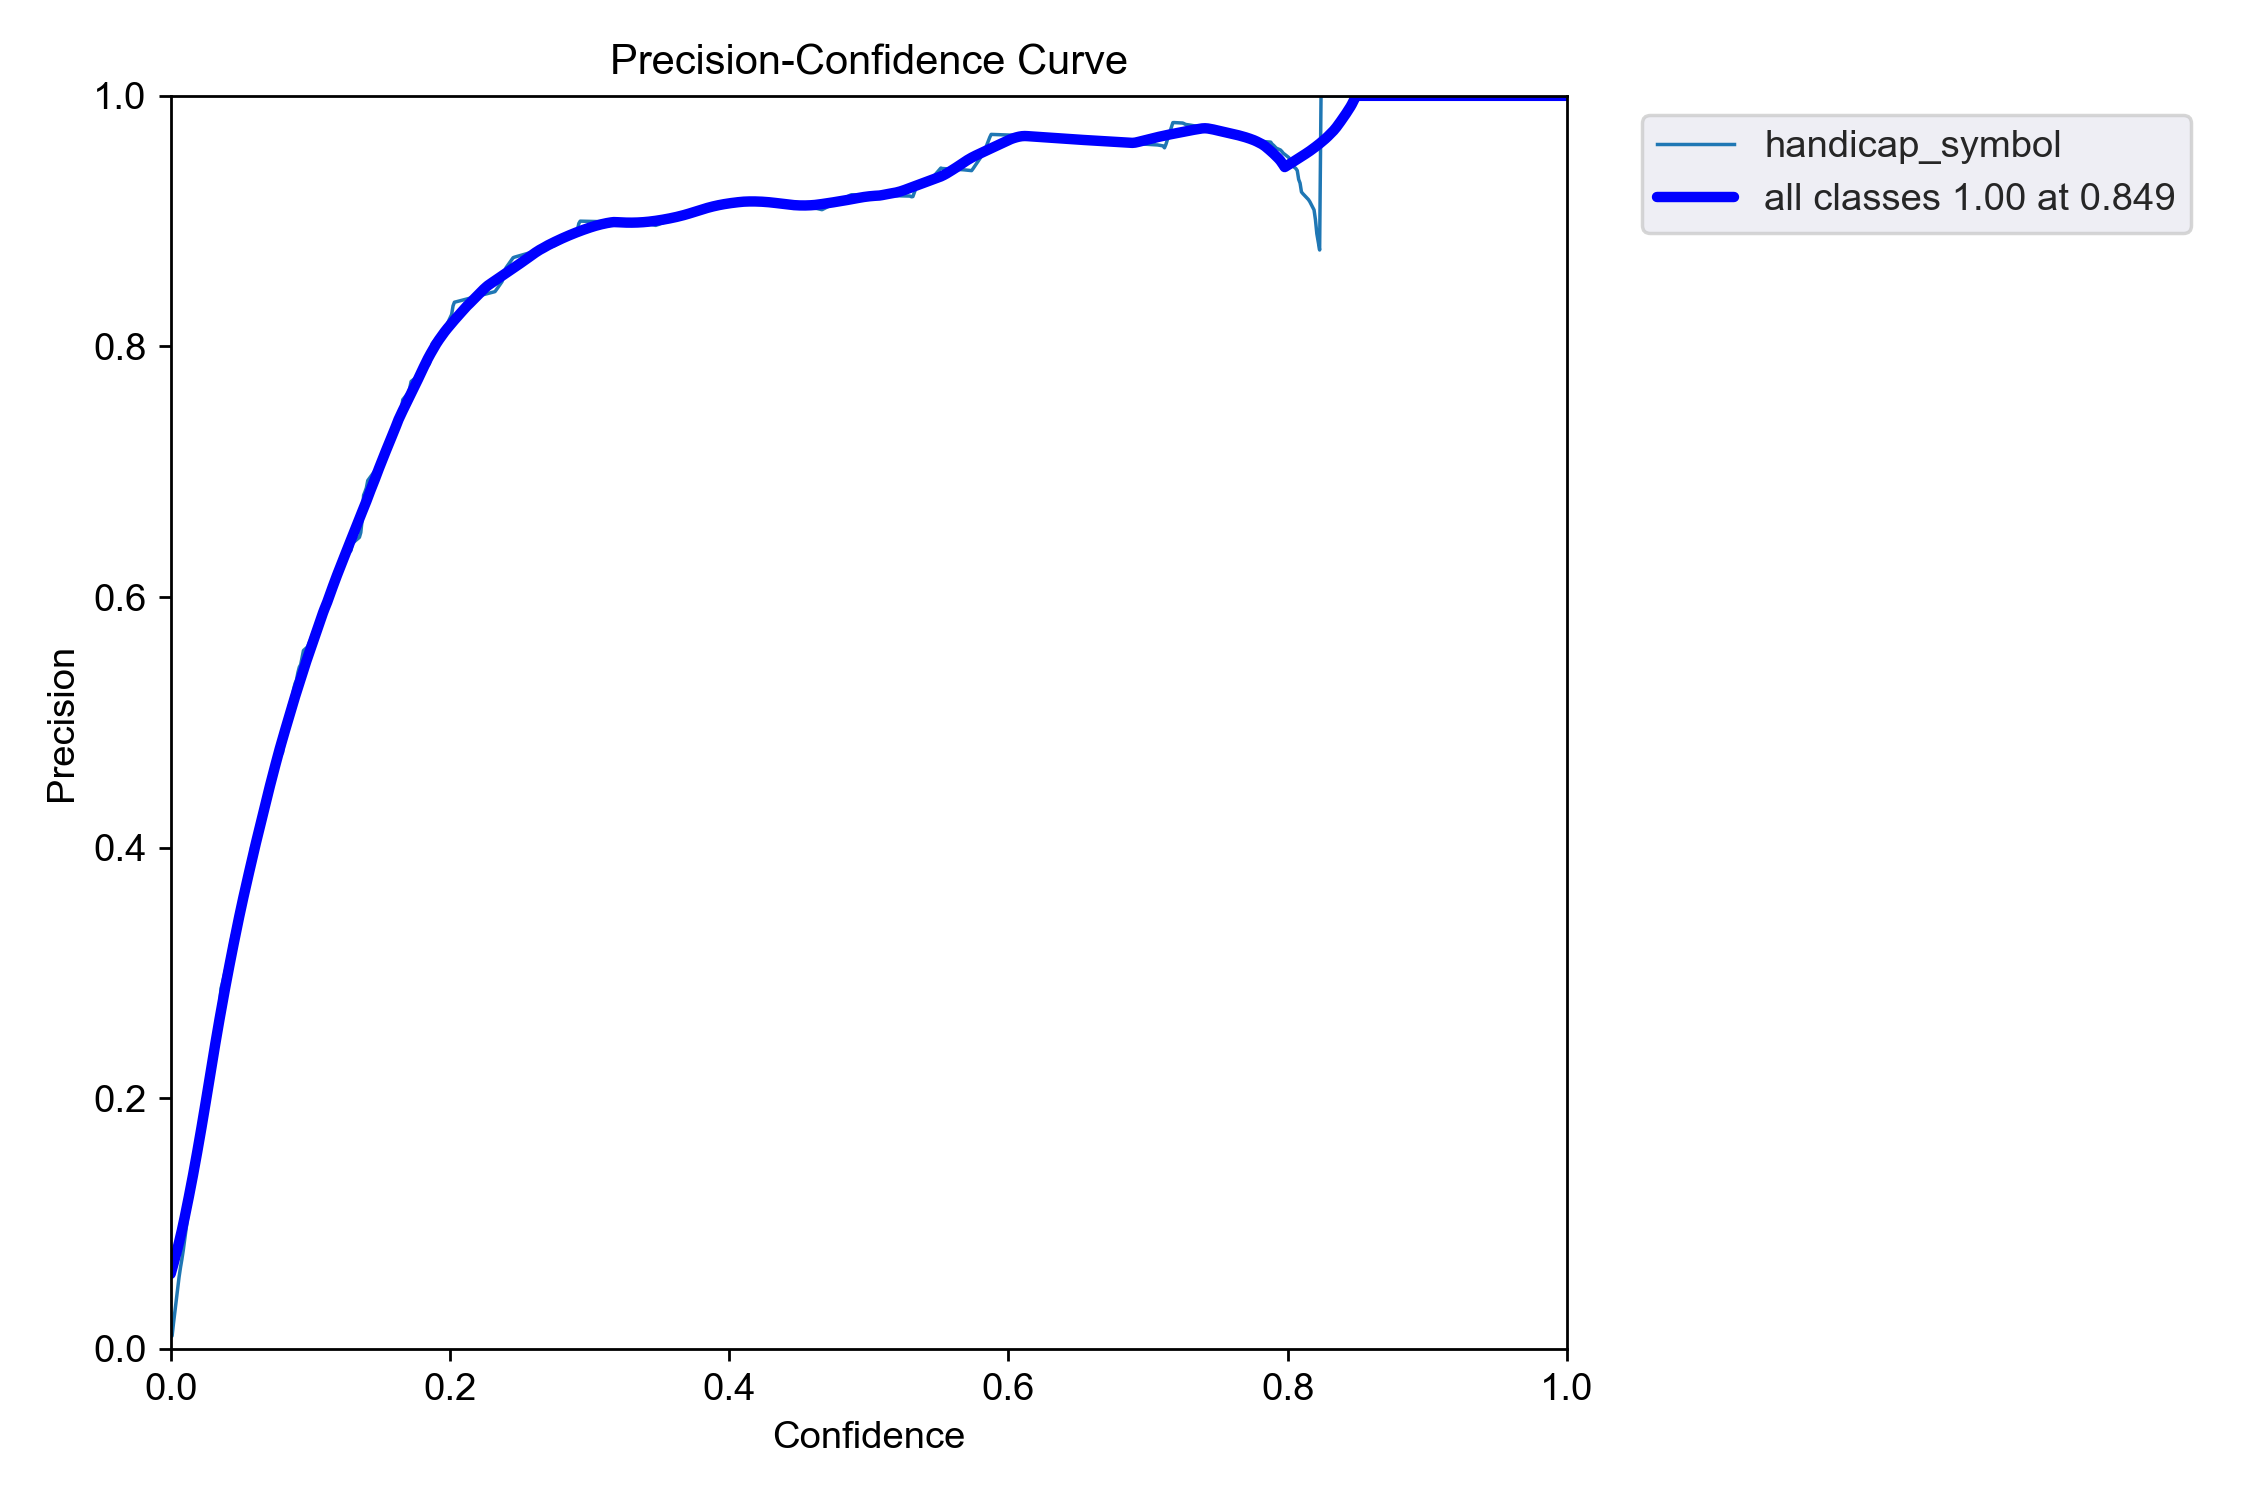 Precision-Confidence Curve
1.0
0.8
0.6
0.4
0.2
0.0
Precision
0.0 0.2 0.4 0.6 0.8 1.0
Confidence
handicap_symbol
all classes 1.00 at 0.849